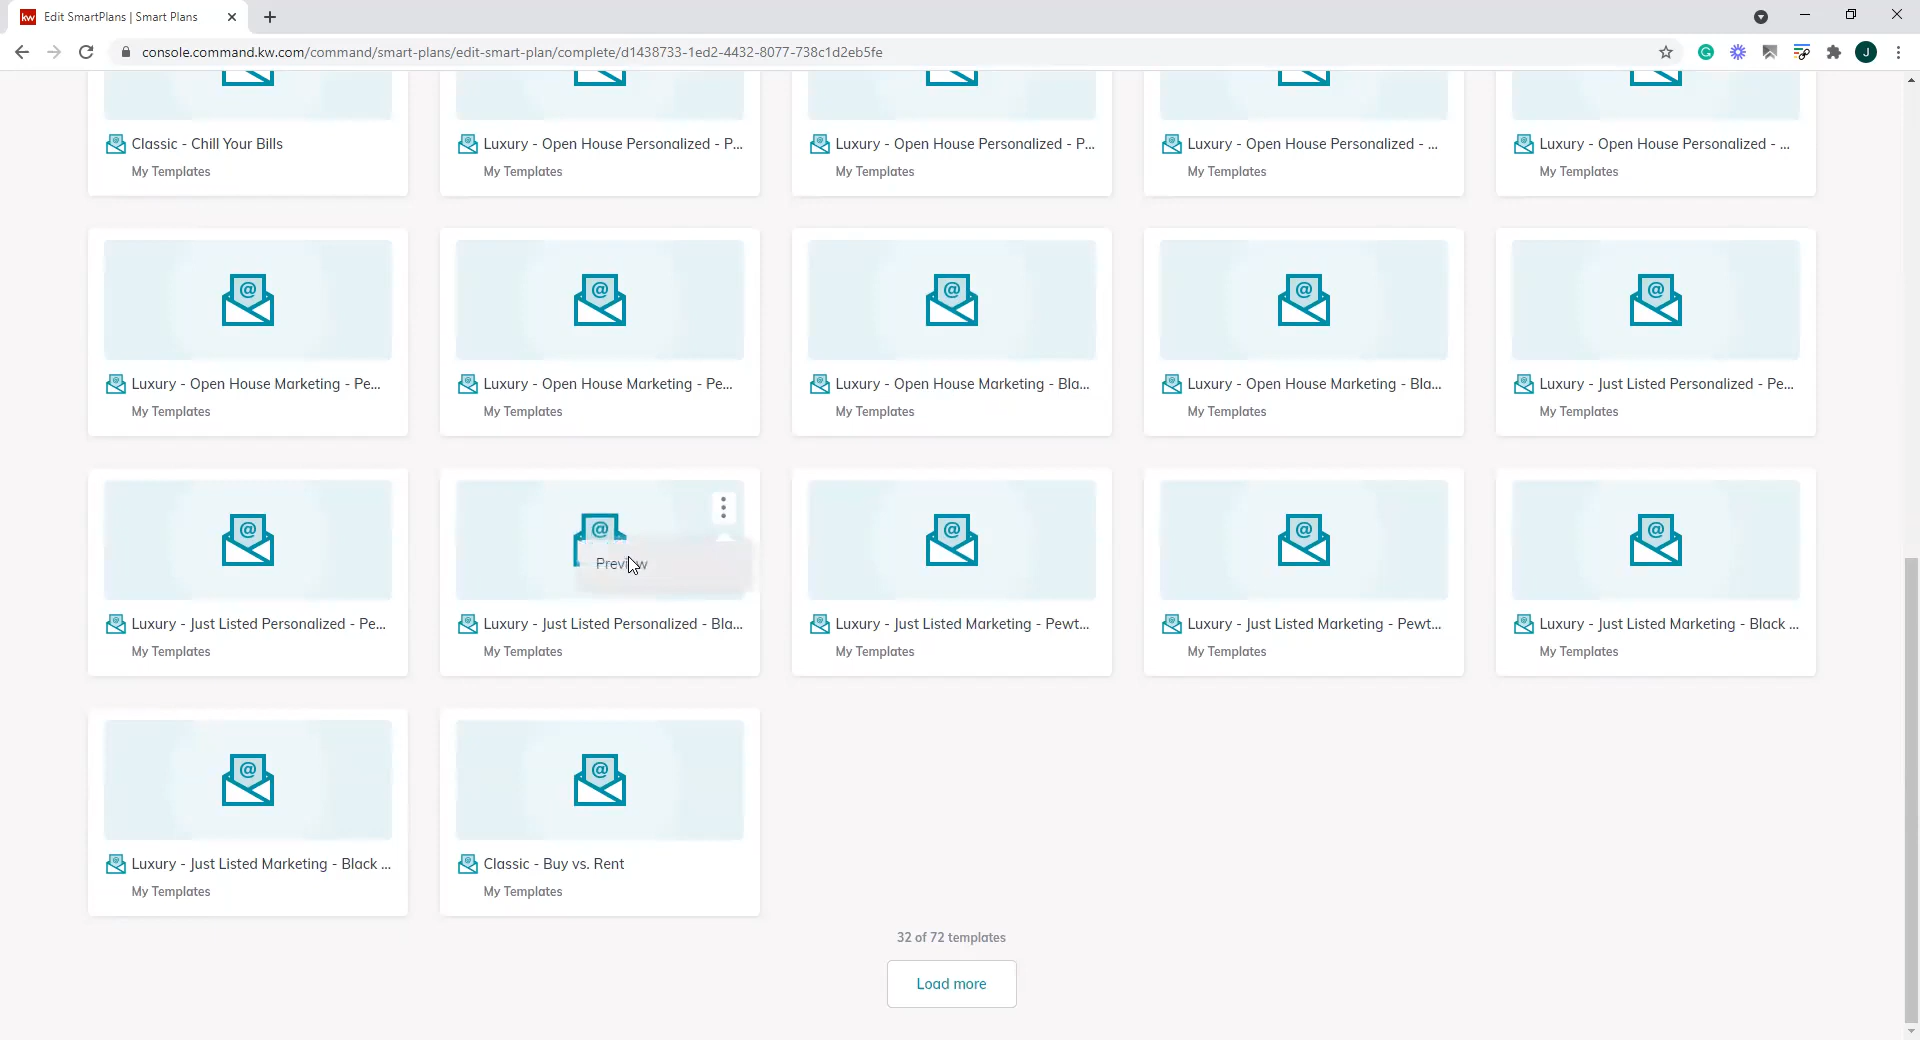 kw Edit SmartPlans | Smart Plans
console.command.kw.com/command/smart-plans/edit-smart-plan/complete/d1438733-1ed2-4432-8077-738c1d2eb5fe
J
Classic - Chill Your Bills
My Templates
Luxury - Open House Personalized - P...
My Templates
Luxury - Open House Personalized - P...
My Templates
Luxury - Open House Personalized - ...
My Templates
Luxury - Open House Personalized - ...
My Templates
Luxury - Open House Marketing - Pe...
My Templates
Luxury - Open House Marketing - Pe...
My Templates
Luxury - Open House Marketing - Bla...
My Templates
Luxury - Open House Marketing - Bla...
My Templates
Luxury - Just Listed Personalized - Pe...
My Templates
Luxury - Just Listed Personalized - Pe...
My Templates
Preview
Luxury - Just Listed Personalized - Bla...
My Templates
Luxury - Just Listed Marketing - Pewt...
My Templates
Luxury - Just Listed Marketing - Pewt...
My Templates
Luxury - Just Listed Marketing - Black ...
My Templates
Luxury - Just Listed Marketing - Black ...
My Templates
Classic - Buy vs. Rent
My Templates
32 of 72 templates
Load more